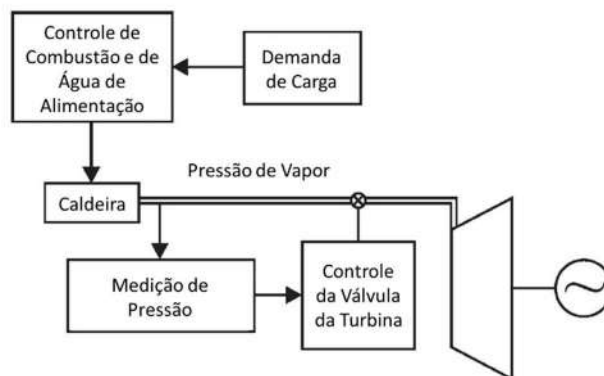 Controle de
Combustão e de
Água de
Alimentação
Demanda
de Carga
Pressão de Vapor
Caldeira
Medição de
Pressão
Controle
da Válvula
da Turbina